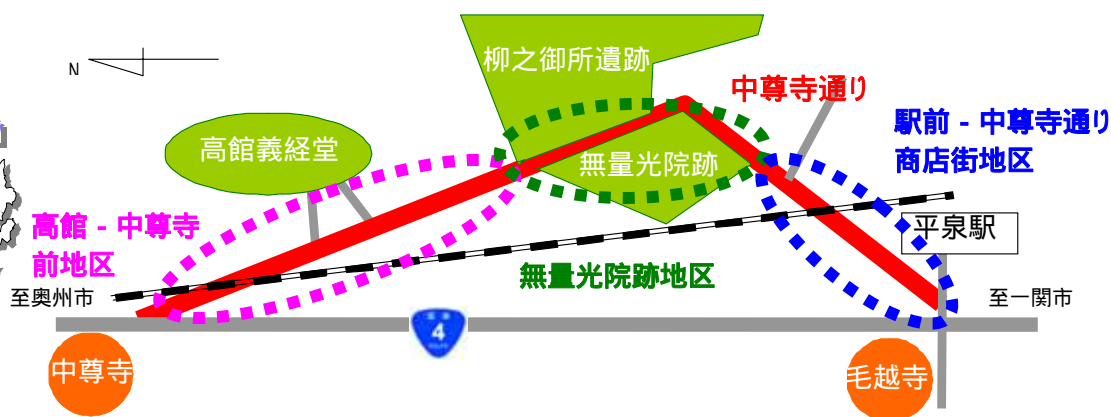 N
柳之御所遺跡
中尊寺通り
駅前 - 中尊寺通り
商店街地区
高館義経堂
無量光院跡
高館 - 中尊寺
前地区
平泉駅
無量光院跡地区
至奥州市
至一関市
4
中尊寺
毛越寺